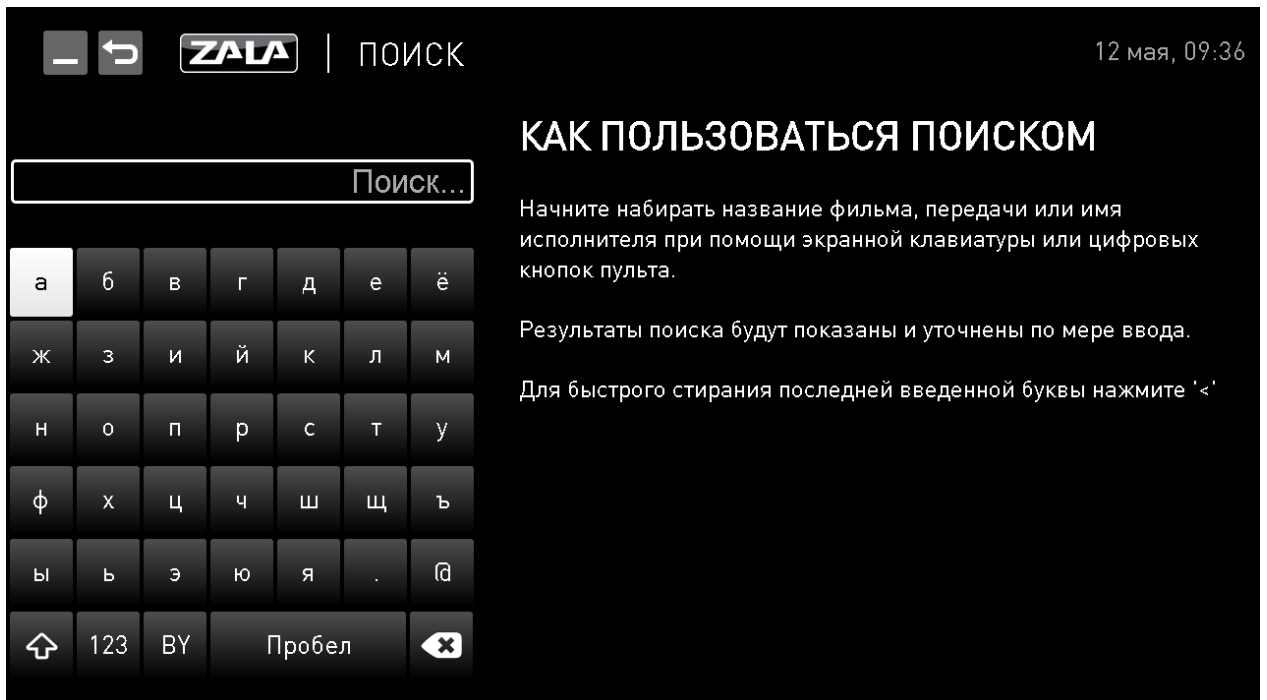 ZALA | ПОИСК
12 мая, 09:36
Поиск...
а б в г д е ё
ж з и й к л м
н о п р с т у
ф х ц ч ш щ ъ
ы ь э ю я . @
123 BY Пробел
КАК ПОЛЬЗОВАТЬСЯ ПОИСКОМ
Начните набирать название фильма, передачи или имя
исполнителя при помощи экранной клавиатуры или цифровых
кнопок пульта.
Результаты поиска будут показаны и уточнены по мере ввода.
Для быстрого стирания последней введенной буквы нажмите '<'